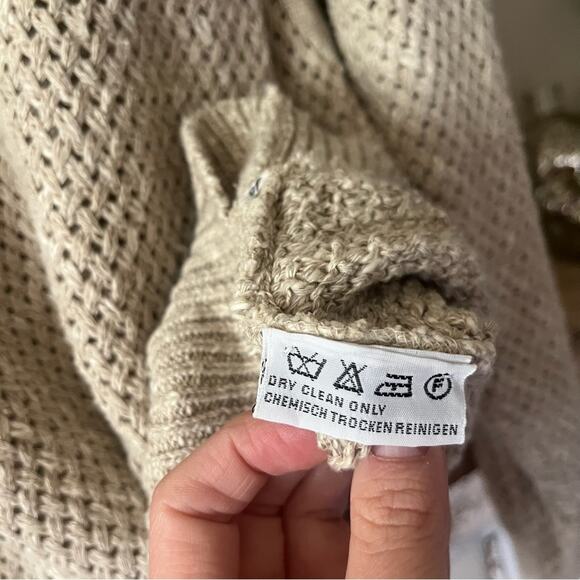 F
DRY CLEAN ONLY
CHEMISCH TROCKEN REINIGEN